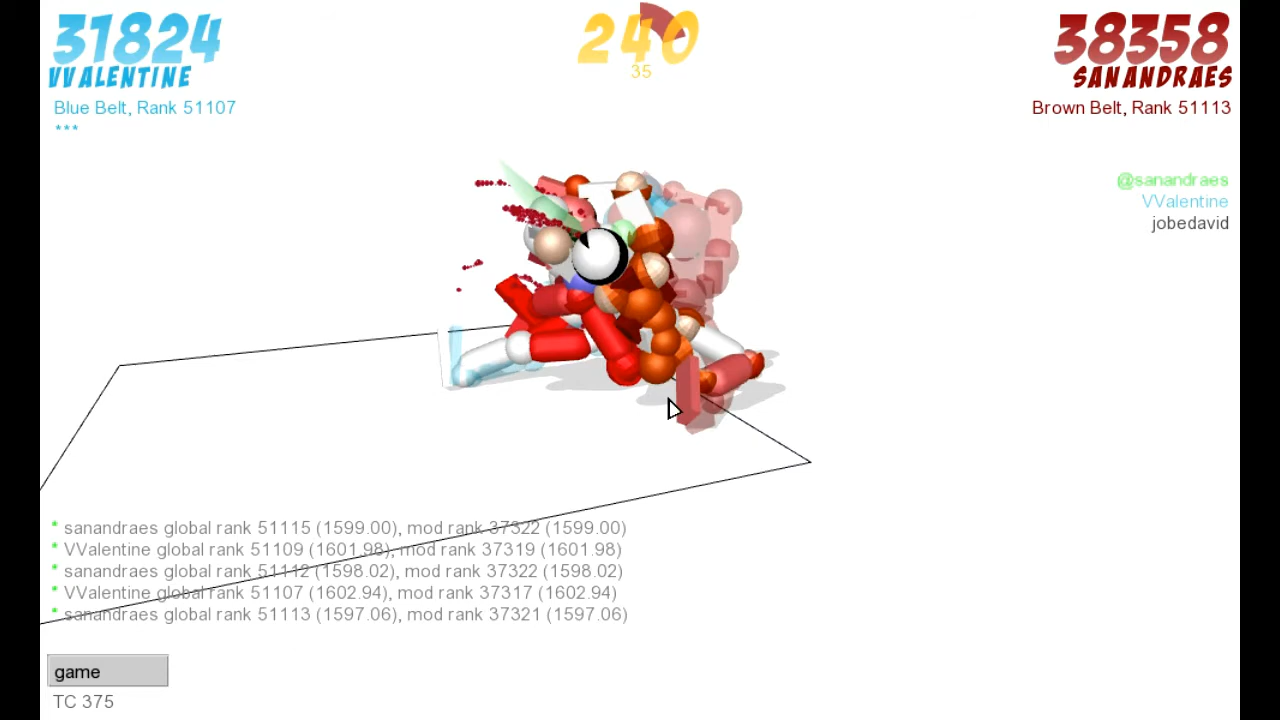 31824
VVALENTINE
Blue Belt, Rank 51107
***
240
35
38358
SANANDRAES
Brown Belt, Rank 51113
@sanandraes
VValentine
jobedavid
* sanandraes global rank 51115 (1599.00), mod rank 37322 (1599.00)
* VValentine global rank 51109 (1601.98), mod rank 37319 (1601.98)
* sanandraes global rank 51112 (1598.02), mod rank 37322 (1598.02)
* VValentine global rank 51107 (1602.94), mod rank 37317 (1602.94)
* sanandraes global rank 51113 (1597.06), mod rank 37321 (1597.06)
game
TC 375